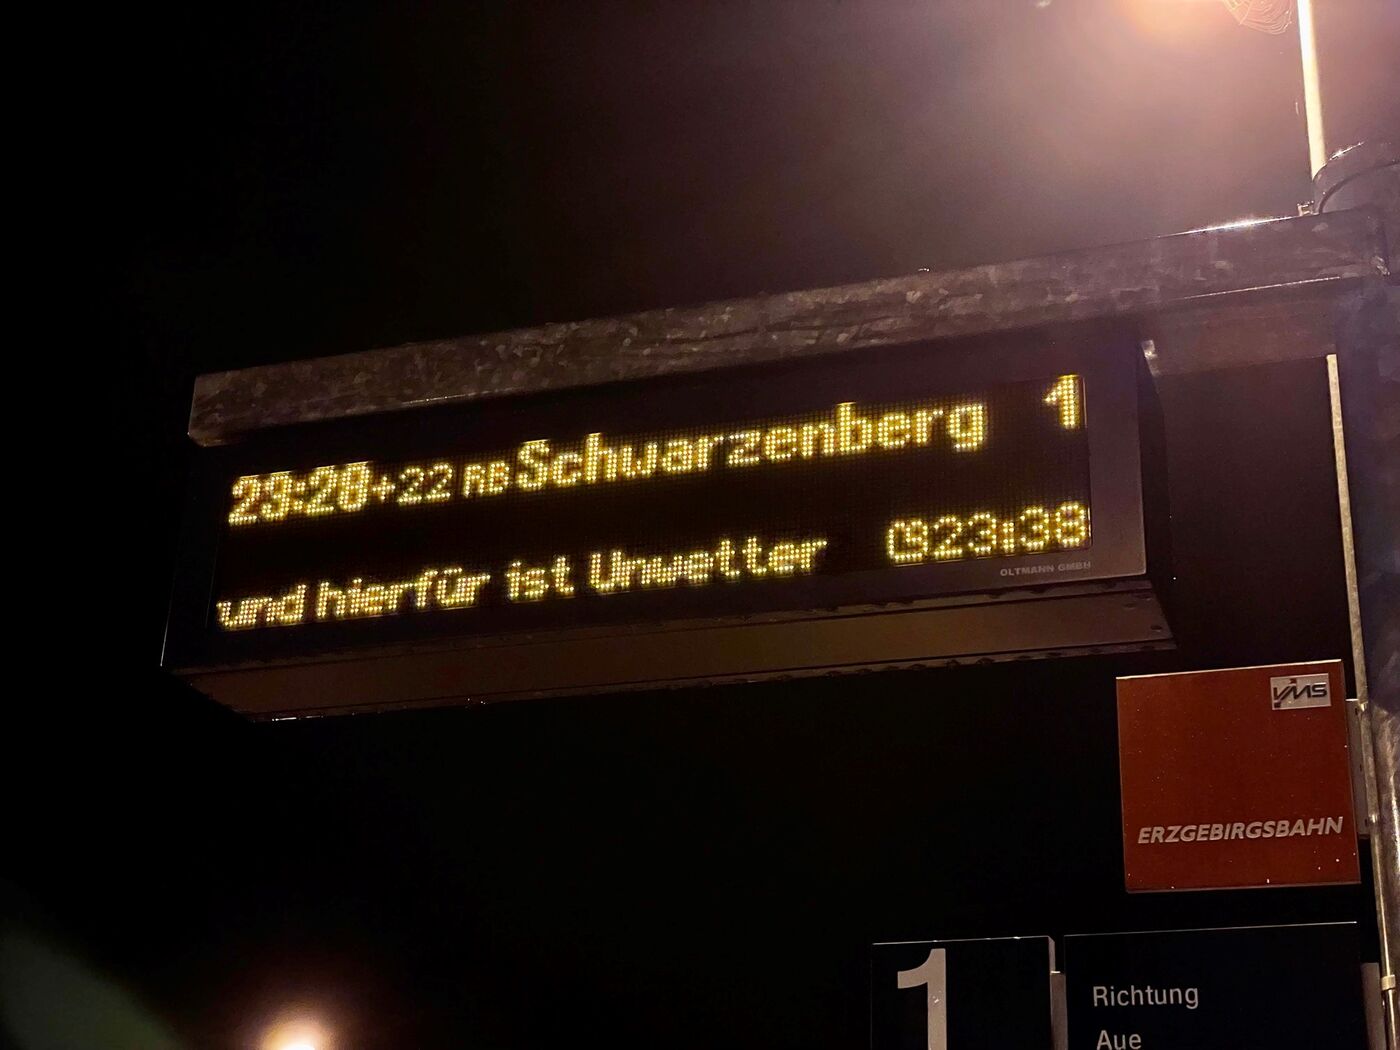 23:28+22 RB Schwarzenberg 1
und hierfür ist Unwetter 23:38
OLTMANN GMBH
VMS
ERZGEBIRGSBAHN
1
Richtung
Aue